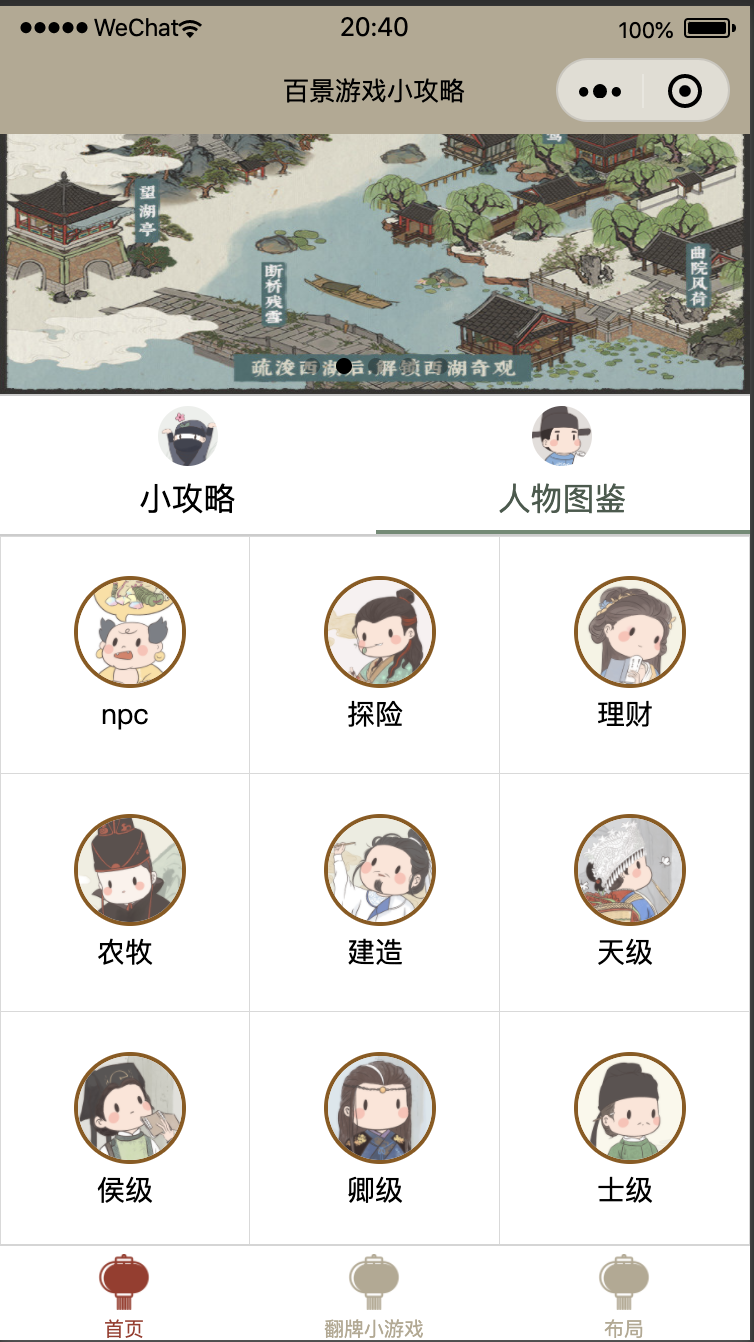 WeChat 20:40 100%
百景游戏小攻略
望湖亭
断桥残雪
曲院风荷
疏浚西湖后,解锁西湖奇观
小攻略 人物图鉴
npc 探险 理财
农牧 建造 天级
侯级 卿级 士级
首页 翻牌小游戏 布局